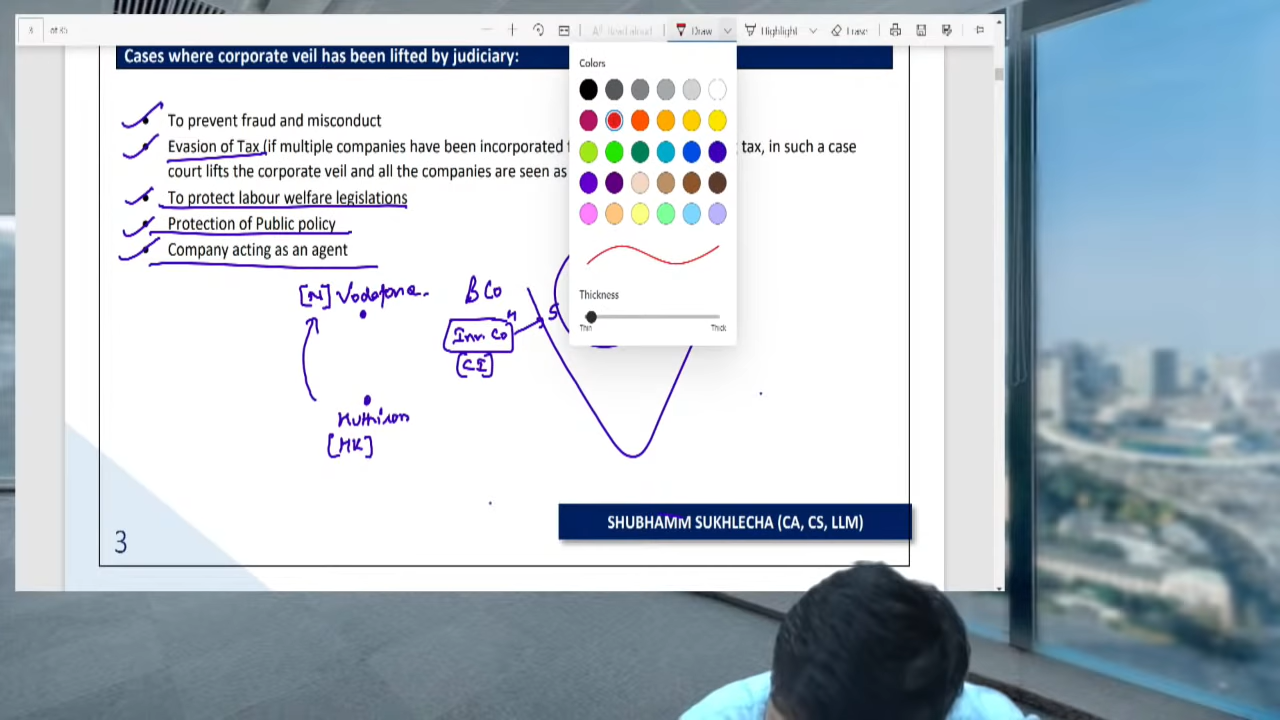 3 of 35 Draw Highlight Erase
Cases where corporate veil has been lifted by judiciary:
Colors
To prevent fraud and misconduct
Evasion of Tax (if multiple companies have been incorporated tax, in such a case
court lifts the corporate veil and all the companies are seen as
To protect labour welfare legislations
Protection of Public policy
Company acting as an agent
[N] Vodafone. B Co
Thickness
Thin Thick
[CI]
[HK]
SHUBHAMM SUKHLECHA (CA, CS, LLM)
3